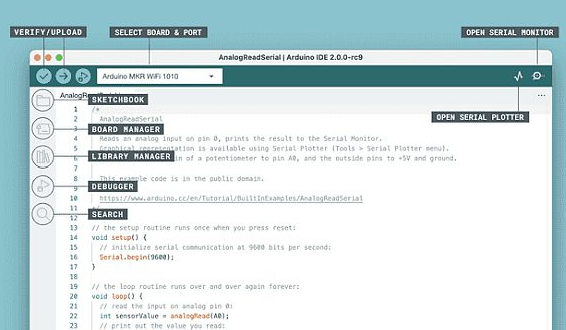 VERIFY/UPLOAD
SELECT BOARD & PORT
OPEN SERIAL MONITOR
AnalogReadSerial | Arduino IDE 2.0.0-rc9
Arduino MKR WiFi 1010
OPEN SERIAL PLOTTER
SKETCHBOOK
BOARD MANAGER
LIBRARY MANAGER
DEBUGGER
SEARCH
1 /*
2 AnalogReadSerial
3
4 Reads an analog input on pin 0, prints the result to the Serial Monitor.
Graphical representation is available using Serial Plotter (Tools > Serial Plotter menu).
of a potentiometer to pin A0, and the outside pins to +5V and ground.
This example code is in the public domain.
10 https://www.arduino.cc/en/Tutorial/BuiltInExamples/AnalogReadSerial
12
13 // the setup routine runs once when you press reset:
14 void setup() {
15 // initialize serial communication at 9600 bits per second:
16 Serial.begin(9600);
17 }
18
19 // the loop routine runs over and over again forever:
20 void loop() {
21 // read the input on analog pin 0:
22 int sensorValue = analogRead(A0);
23 // print out the value you read: